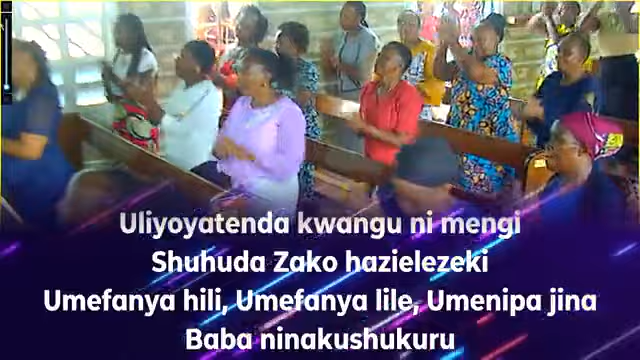 Uliyoyatenda kwangu ni mengi
Shuhuda Zako hazielezeki
Umefanya hili, Umefanya lile, Umenipa jina
Baba ninakushukuru